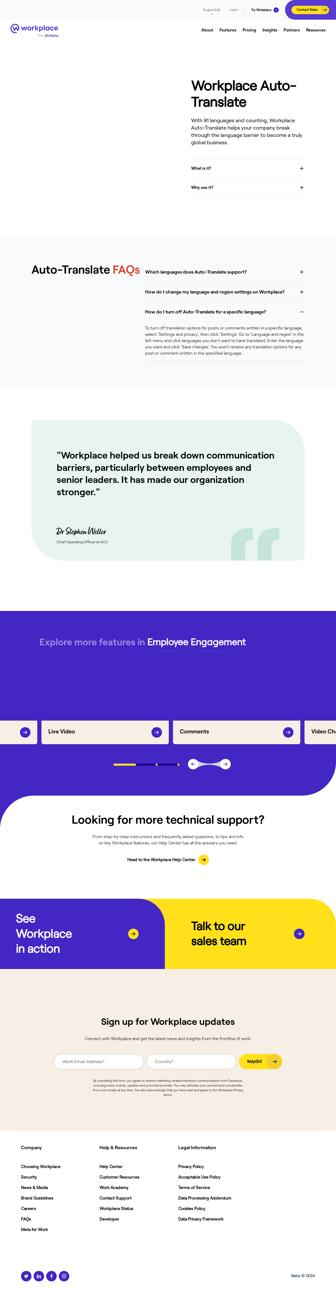 English (US)
Log In
Try Workplace
Contact Sales
workplace
from Meta
About
Features
Pricing
Insights
Partners
Resources
Workplace Auto-
Translate
With 91 languages and counting, Workplace
Auto-Translate helps your company break
through the language barrier to become a truly
global business.
What is it?
Why use it?
Auto-Translate FAQs
Which languages does Auto-Translate support?
How do I change my language and region settings on Workplace?
How do I turn off Auto-Translate for a specific language?
To turn off translation options for posts or comments written in a specific language,
select 'Settings and privacy', then click 'Settings'. Go to 'Language and region' in the
left menu and click languages you don't want to have translated. Enter the language
you want and click 'Save changes'. You won't receive any translation options for any
post or comment written in the specified language.
"Workplace helped us break down communication
barriers, particularly between employees and
senior leaders. It has made our organization
stronger."
Dr Stephen Weller
Chief Operating Officer at ACU
Explore more features in Employee Engagement
Live Video
Comments
Video Ch
Looking for more technical support?
From step-by-step instructions and frequently asked questions, to tips and info
on key Workplace features, our Help Center has all the answers you need.
Head to the Workplace Help Center
See
Workplace
in action
Talk to our
sales team
Sign up for Workplace updates
Connect with Workplace and get the latest news and insights from the frontline of work.
Work Email Address*
Country*
kaydol
By submitting this form, you agree to receive marketing-related electronic communications from Facebook,
including news, events, updates and promotional emails. You may withdraw your consent and unsubscribe
from such emails at any time. You also acknowledge that you have read and agree to the Workplace Privacy
terms.
Company
Choosing Workplace
Security
News & Media
Brand Guidelines
Careers
FAQs
Meta for Work
Help & Resources
Help Center
Customer Resources
Work Academy
Contact Support
Workplace Status
Developer
Legal Information
Privacy Policy
Acceptable Use Policy
Terms of Service
Data Processing Addendum
Cookies Policy
Data Privacy Framework
Meta © 2024